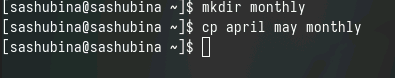 [sashubina@sashubina ~]$ mkdir monthly
[sashubina@sashubina ~]$ cp april may monthly
[sashubina@sashubina ~]$